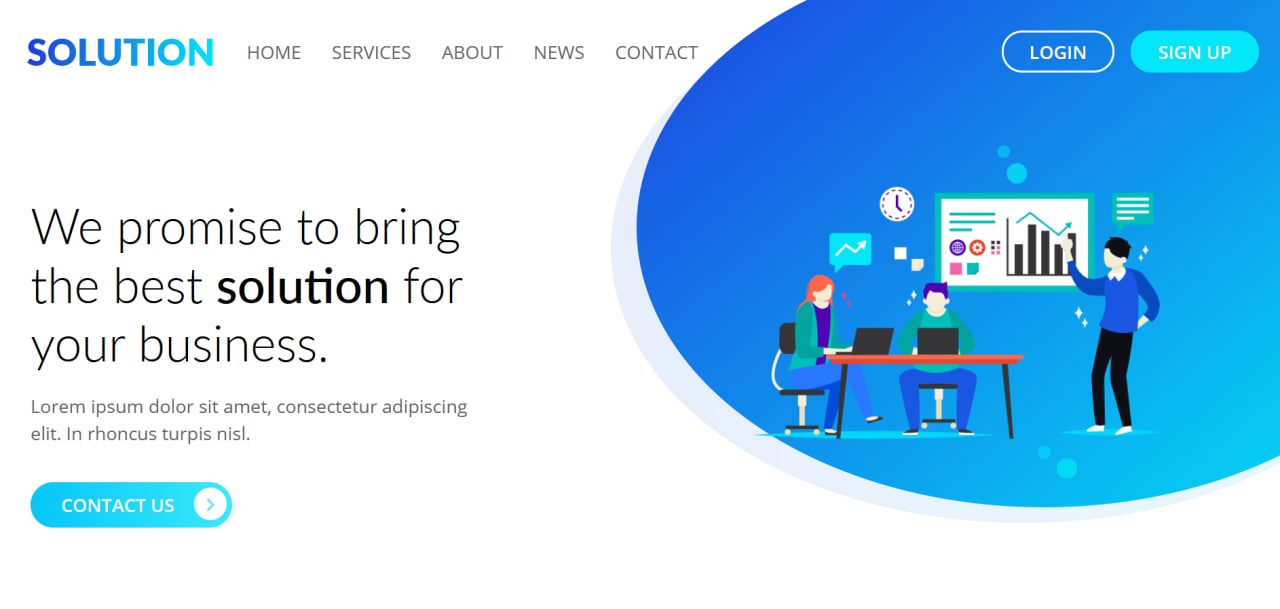 SOLUTION
HOME
SERVICES
ABOUT
NEWS
CONTACT
LOGIN
SIGN UP
We promise to bring
the best solution for
your business.
Lorem ipsum dolor sit amet, consectetur adipiscing
elit. In rhoncus turpis nisl.
CONTACT US